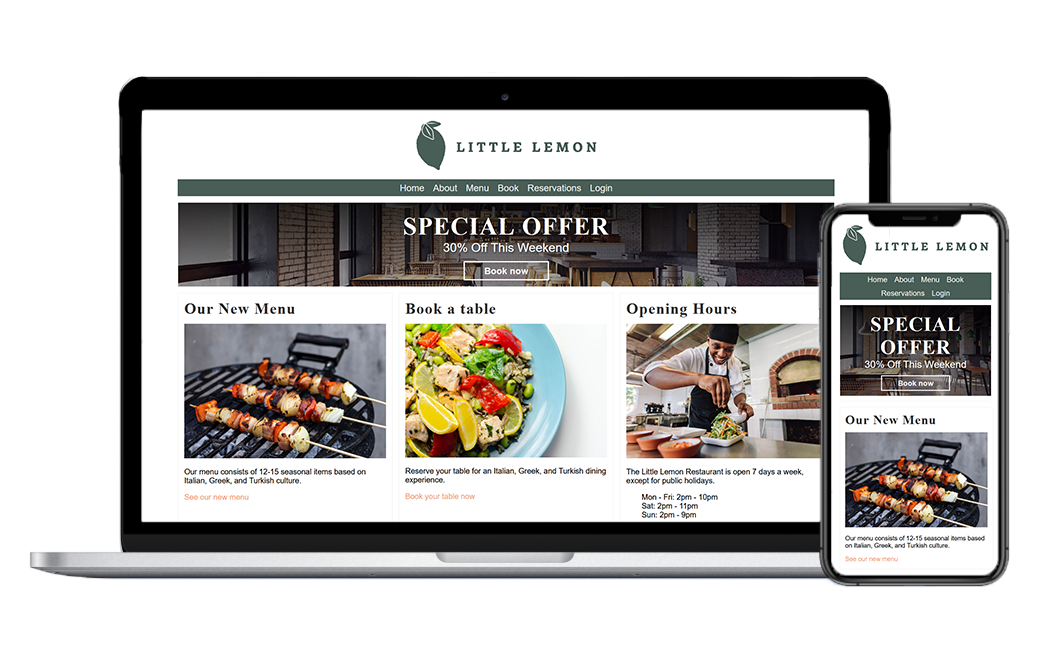 LITTLE LEMON
Home About Menu Book Reservations Login
SPECIAL OFFER
30% Off This Weekend
Book now
Our New Menu
Our menu consists of 12-15 seasonal items based on
Italian, Greek, and Turkish culture.
See our new menu
Book a table
Reserve your table for an Italian, Greek, and Turkish dining
experience.
Book your table now
Opening Hours
The Little Lemon Restaurant is open 7 days a week,
except for public holidays.
Mon - Fri: 2pm - 10pm
Sat: 2pm - 11pm
Sun: 2pm - 9pm
LITTLE LEMON
Home About Menu Book
Reservations Login
SPECIAL
OFFER
30% Off This Weekend
Book now
Our New Menu
Our menu consists of 12-15 seasonal items based
on Italian, Greek, and Turkish culture.
See our new menu